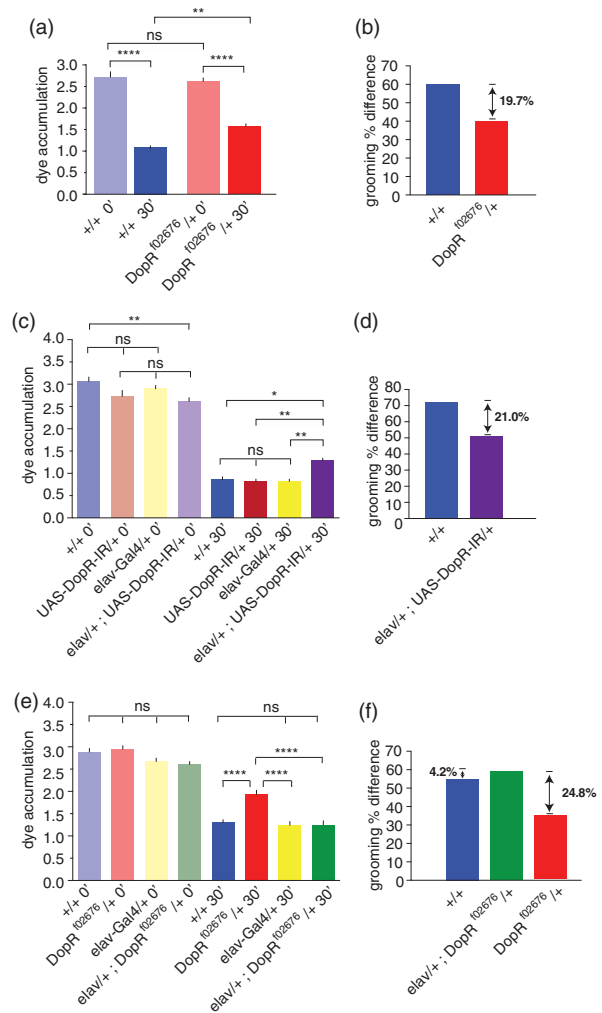 (a)
**
ns
****
****
dye accumulation
3.0
2.5
2.0
1.5
1.0
0.5
0.0
+/+ 0'
+/+ 30'
DopR f02676 /+ 0'
DopR f02676 /+ 30'
(b)
grooming % difference
70
60
50
40
30
20
10
0
19.7%
+/+
DopR f02676 /+
(c)
**
ns
ns
*
**
**
ns
dye accumulation
4.0
3.5
3.0
2.5
2.0
1.5
1.0
0.5
0.0
+/+ 0'
UAS-DopR-IR/+ 0'
elav-Gal4/+ 0'
elav/+ ; UAS-DopR-IR/+ 0'
+/+ 30'
UAS-DopR-IR/+ 30'
elav-Gal4/+ 30'
elav/+ ; UAS-DopR-IR/+ 30'
(d)
grooming % difference
80
70
60
50
40
30
20
10
0
21.0%
+/+
elav/+ ; UAS-DopR-IR/+
(e)
ns
ns
****
****
****
dye accumulation
4.0
3.5
3.0
2.5
2.0
1.5
1.0
0.5
0.0
+/+ 0'
DopR f02676 /+ 0'
elav-Gal4/+ 0'
elav/+ ; DopR f02676 /+ 0'
+/+ 30'
DopR f02676 /+ 30'
elav-Gal4/+ 30'
elav/+ ; DopR f02676 /+ 30'
(f)
grooming % difference
70
60
50
40
30
20
10
0
4.2%
24.8%
+/+
elav/+ ; DopR f02676 /+
DopR f02676 /+